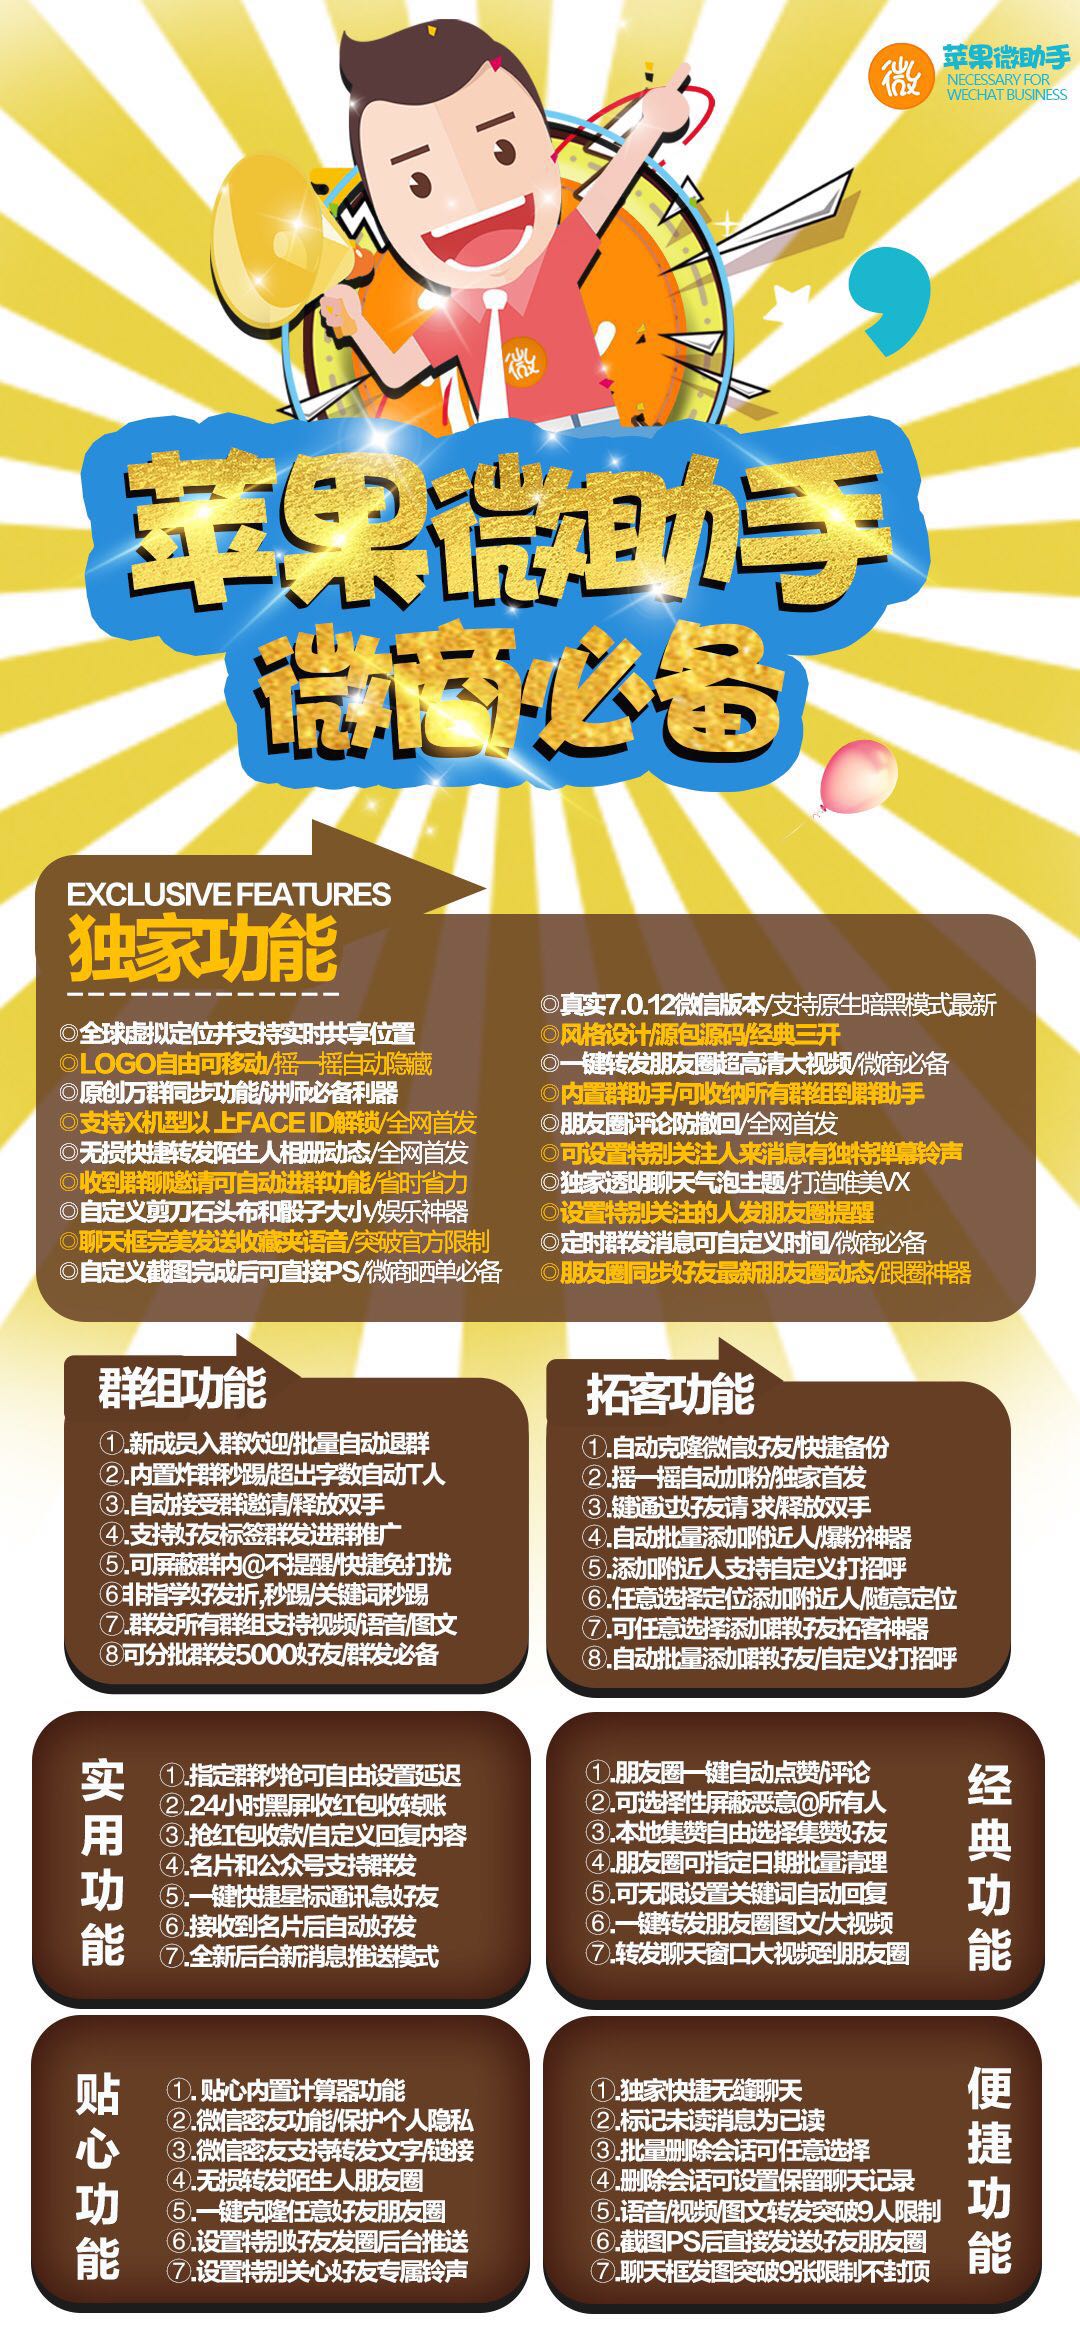 微
苹果微助手
NECESSARY FOR
WECHAT BUSINESS
微
苹果微助手
微商必备
EXCLUSIVE FEATURES
独家功能
◎全球虚拟定位并支持实时共享位置
◎LOGO自由可移动/摇一摇自动隐藏
◎原创万群同步功能/讲师必备利器
◎支持X机型以 上FACE ID解锁/全网首发
◎无损快捷转发陌生人相册动态/全网首发
◎收到群聊邀请可自动进群功能/省时省力
◎自定义剪刀石头布和骰子大小/娱乐神器
◎聊天框完美发送收藏夹语音/突破官方限制
◎自定义截图完成后可直接PS/微商晒单必备
◎真实7.0.12微信版本/支持原生暗黑模式最新
◎风格设计/源包源码/经典三开
◎一键转发朋友圈超高清大视频/微商必备
◎内置群助手/可收纳所有群组到群助手
◎朋友圈评论防撤回/全网首发
◎可设置特别关注人来消息有独特弹幕铃声
◎独家透明聊天气泡主题/打造唯美VX
◎设置特别关注的人发朋友圈提醒
◎定时群发消息可自定义时间/微商必备
◎朋友圈同步好友最新朋友圈动态/跟圈神器
群组功能
①.新成员入群欢迎/批量自动退群
②.内置炸群秒踢/超出字数自动T人
③.自动接受群邀请/释放双手
④.支持好友标签群发进群推广
⑤.可屏蔽群内@不提醒/快捷免打扰
⑥非指学好发折,秒踢/关键词秒踢
⑦.群发所有群组支持视频/语音/图文
⑧可分批群发5000好友/群发必备
拓客功能
①.自动克隆微信好友/快捷备份
②.摇一摇自动加粉/独家首发
③.键通过好友请 求/释放双手
④.自动批量添加附近人/爆粉神器
⑤.添加附近人支持自定义打招呼
⑥.任意选择定位添加附近人/随意定位
⑦.可任意选择添加群好友拓客神器
⑧.自动批量添加群好友/自定义打招呼
实用功能
①.指定群秒抢可自由设置延迟
②.24小时黑屏收红包收转账
③.抢红包收款/自定义回复内容
④.名片和公众号支持群发
⑤.一键快捷星标通讯急好友
⑥.接收到名片后自动好发
⑦.全新后台新消息推送模式
经典功能
①.朋友圈一键自动点赞/评论
②.可选择性屏蔽恶意@所有人
③.本地集赞自由选择集赞好友
④.朋友圈可指定日期批量清理
⑤.可无限设置关键词自动回复
⑥.一键转发朋友圈图文/大视频
⑦.转发聊天窗口大视频到朋友圈
贴心功能
①. 贴心内置计算器功能
②.微信密友功能/保护个人隐私
③.微信密友支持转发文字/链接
④.无损转发陌生人朋友圈
⑤.一键克隆任意好友朋友圈
⑥.设置特别好友发圈后台推送
⑦.设置特别关心好友专属铃声
便捷功能
①.独家快捷无缝聊天
②.标记未读消息为已读
③.批量删除会话可任意选择
④.删除会话可设置保留聊天记录
⑤.语音/视频/图文转发突破9人限制
⑥.截图PS后直接发送好友朋友圈
⑦.聊天框发图突破9张限制不封顶